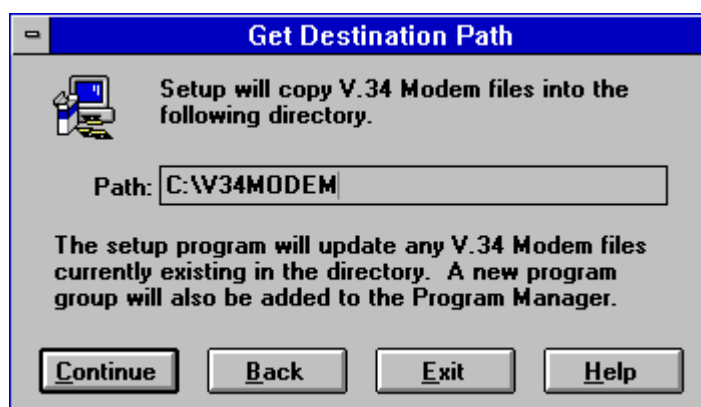 Get Destination Path
Setup will copy V.34 Modem files into the
following directory.
Path: C:\V34MODEM
The setup program will update any V.34 Modem files
currently existing in the directory.  A new program
group will also be added to the Program Manager.
Continue Back Exit Help